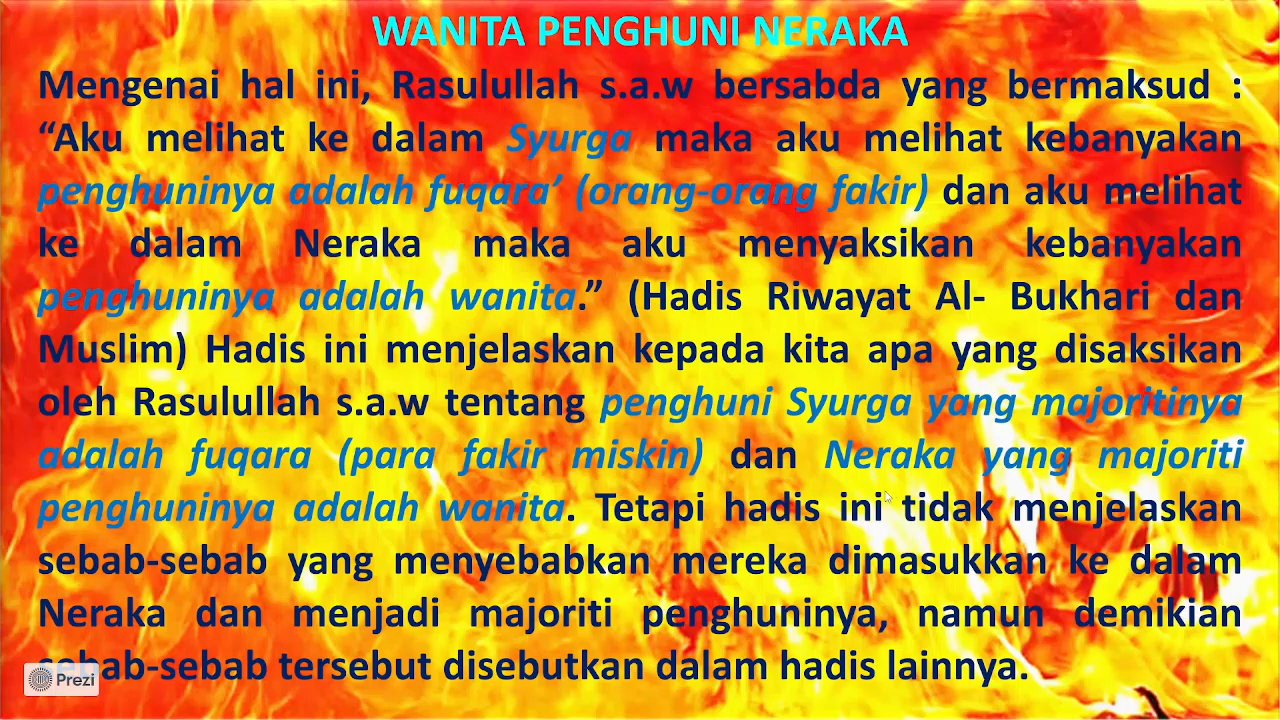 WANITA PENGHUNI NERAKA
Mengenai hal ini, Rasulullah s.a.w bersabda yang bermaksud :
“Aku melihat ke dalam Syurga maka aku melihat kebanyakan
penghuninya adalah fuqara’ (orang-orang fakir) dan aku melihat
ke dalam Neraka maka aku menyaksikan kebanyakan
penghuninya adalah wanita.” (Hadis Riwayat Al- Bukhari dan
Muslim) Hadis ini menjelaskan kepada kita apa yang disaksikan
oleh Rasulullah s.a.w tentang penghuni Syurga yang majoritinya
adalah fuqara (para fakir miskin) dan Neraka yang majoriti
penghuninya adalah wanita. Tetapi hadis ini tidak menjelaskan
sebab-sebab yang menyebabkan mereka dimasukkan ke dalam
Neraka dan menjadi majoriti penghuninya, namun demikian
sebab-sebab tersebut disebutkan dalam hadis lainnya.
Prezi